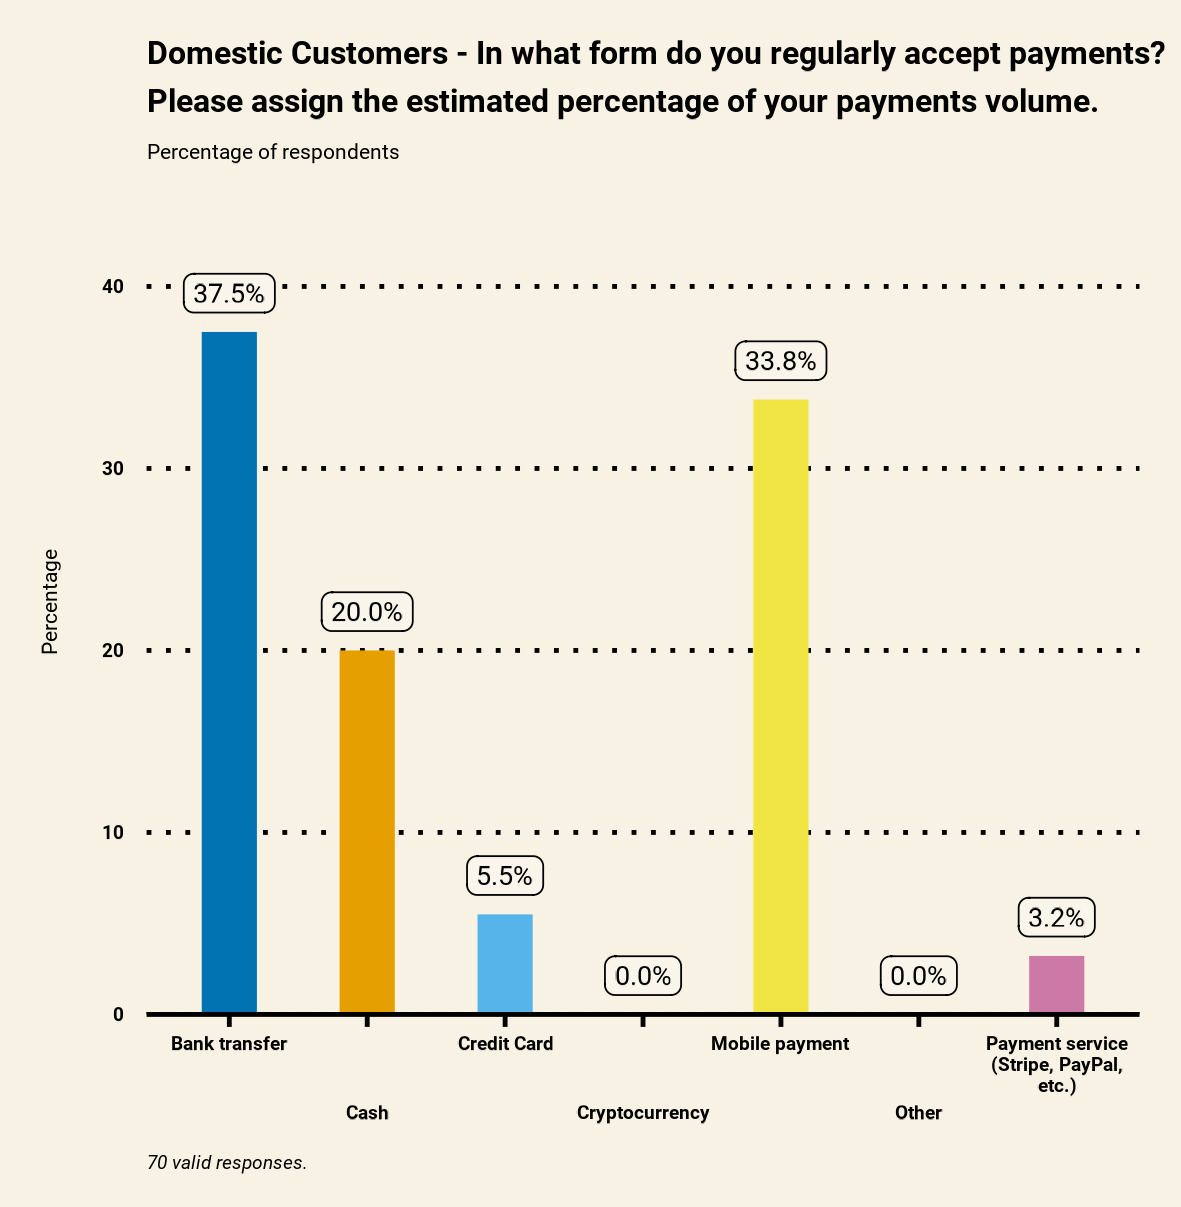 Domestic Customers - In what form do you regularly accept payments?
Please assign the estimated percentage of your payments volume.
Percentage of respondents
40
37.5%
33.8%
30
Percentage
20.0%
20
10
5.5%
3.2%
0.0%
0.0%
0
Bank transfer
Credit Card
Mobile payment
Payment service
(Stripe, PayPal,
etc.)
Cash
Cryptocurrency
Other
70 valid responses.